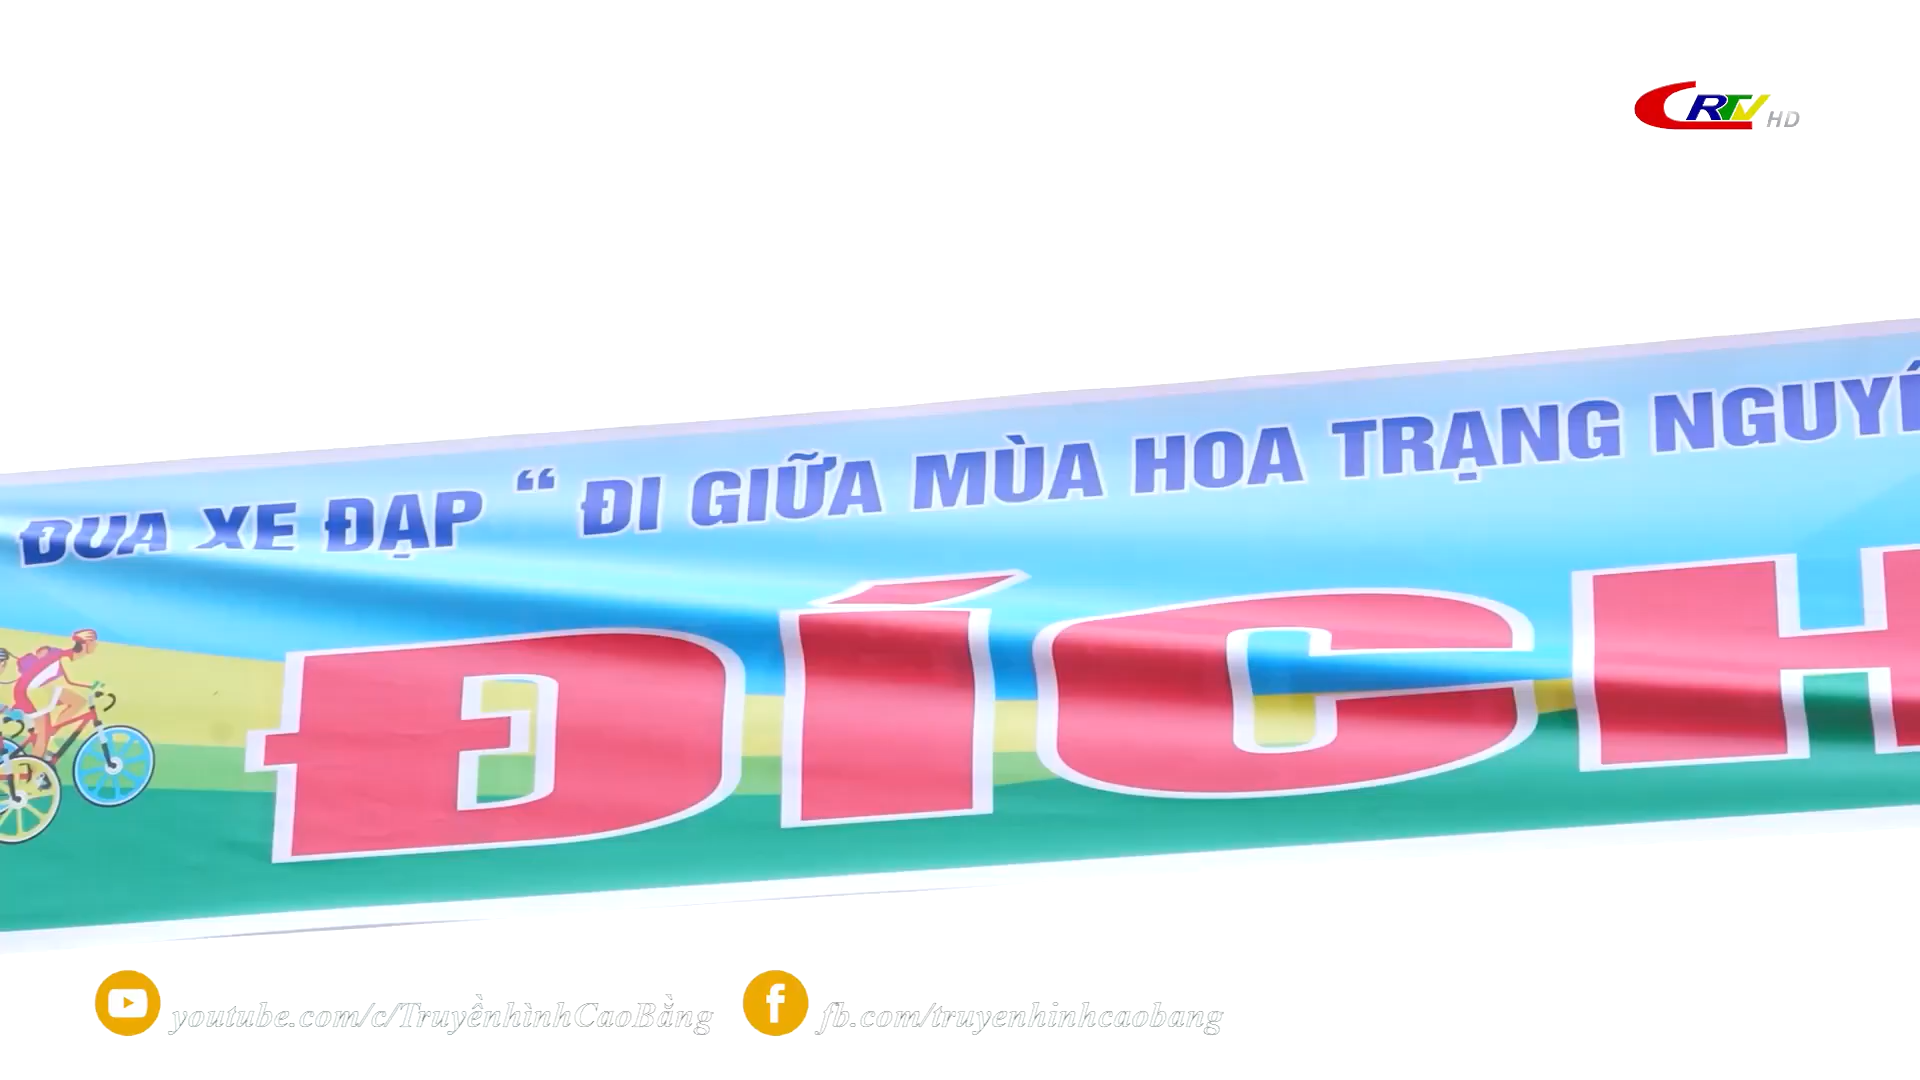 CRTV HD
ĐUA XE ĐẠP “ ĐI GIỮA MÙA HOA TRẠNG
ĐÍCH
youtube.com/c/TruyềnhìnhCaoBằng
fb.com/truyenhinhcaobang